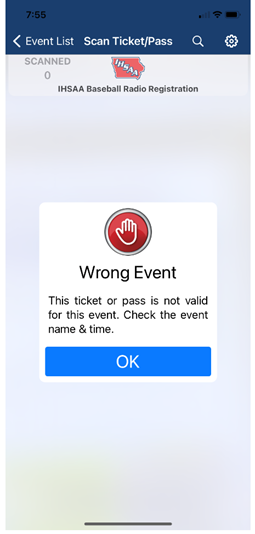 7:55
Event List Scan Ticket/Pass
SCANNED
0
IHSAA
IHSAA Baseball Radio Registration
Wrong Event
This ticket or pass is not valid
for this event. Check the event
name & time.
OK